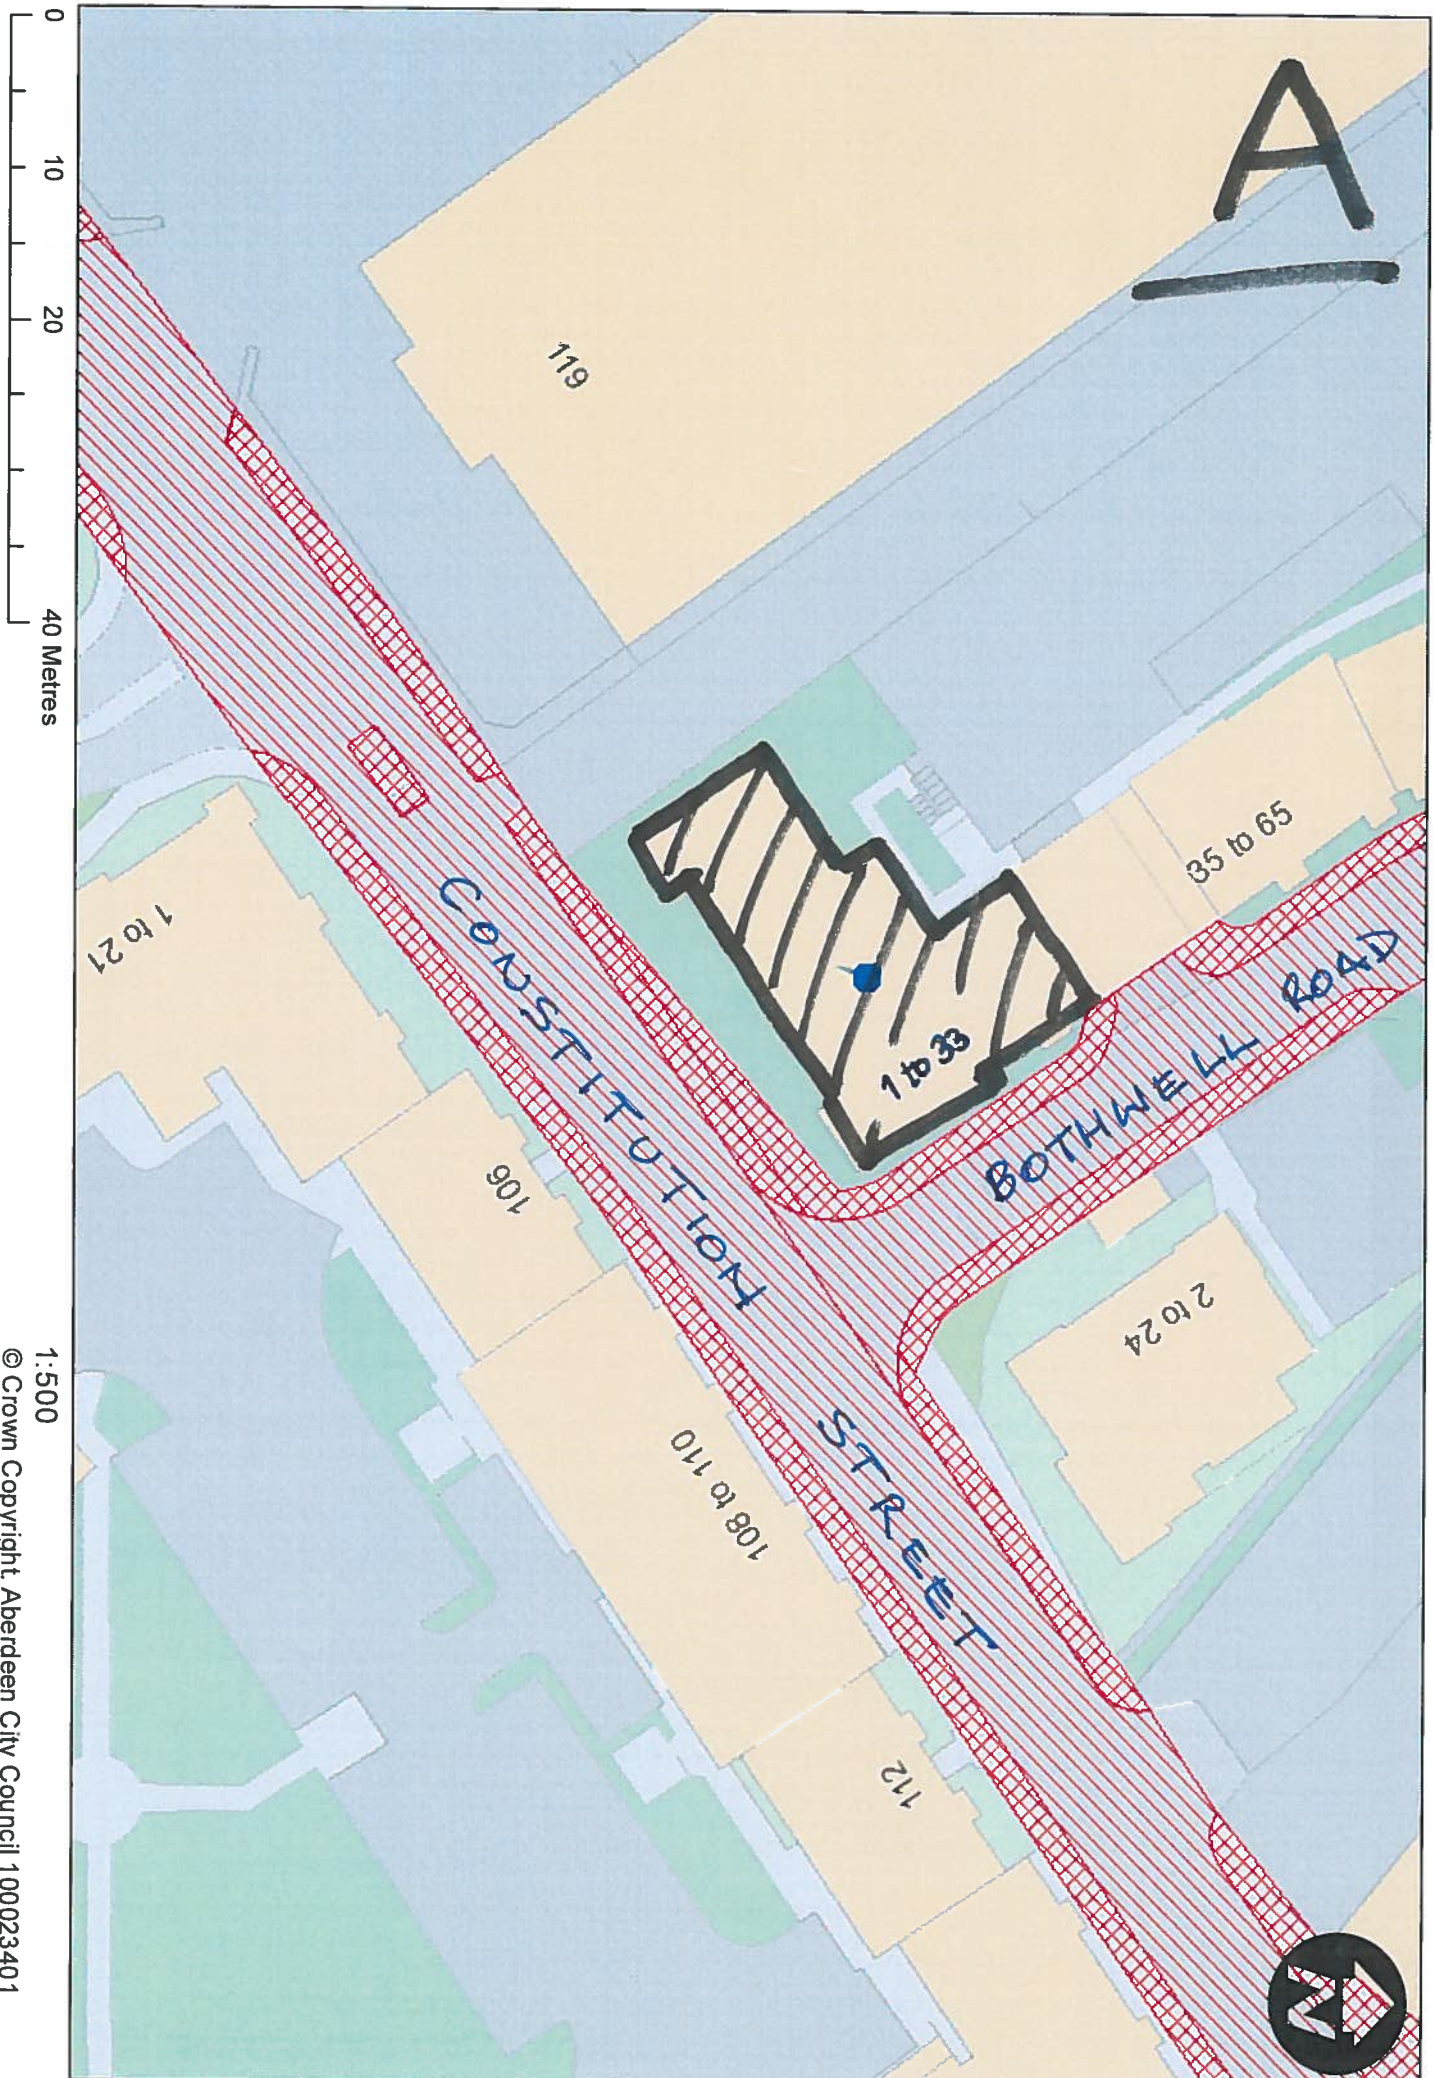 A
119
35 to 65
1 to 33
BOTHWELL ROAD
2 to 24
CONSTITUTION STREET
1 to 21
106
108 to 110
112
N
0 10 20 40 Metres
1:500
© Crown Copyright. Aberdeen City Council 100023401